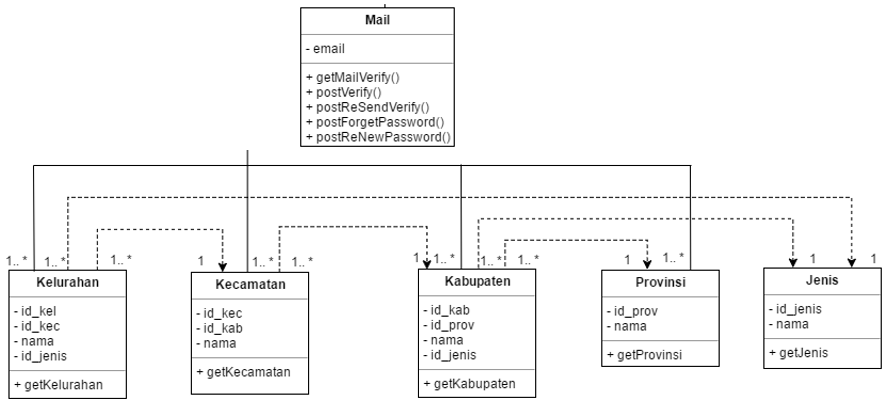 Mail
- email
+ getMailVerify()
+ postVerify()
+ postReSendVerify()
+ postForgetPassword()
+ postReNewPassword()
1.. * 1.. * 1.. * 1 1.. * 1.. * 1 1.. * 1.. * 1.. * 1 1.. * 1 1
Kelurahan
- id_kel
- id_kec
- nama
- id_jenis
+ getKelurahan
Kecamatan
- id_kec
- id_kab
- nama
+ getKecamatan
Kabupaten
- id_kab
- id_prov
- nama
- id_jenis
+ getKabupaten
Provinsi
- id_prov
- nama
+ getProvinsi
Jenis
- id_jenis
- nama
+ getJenis